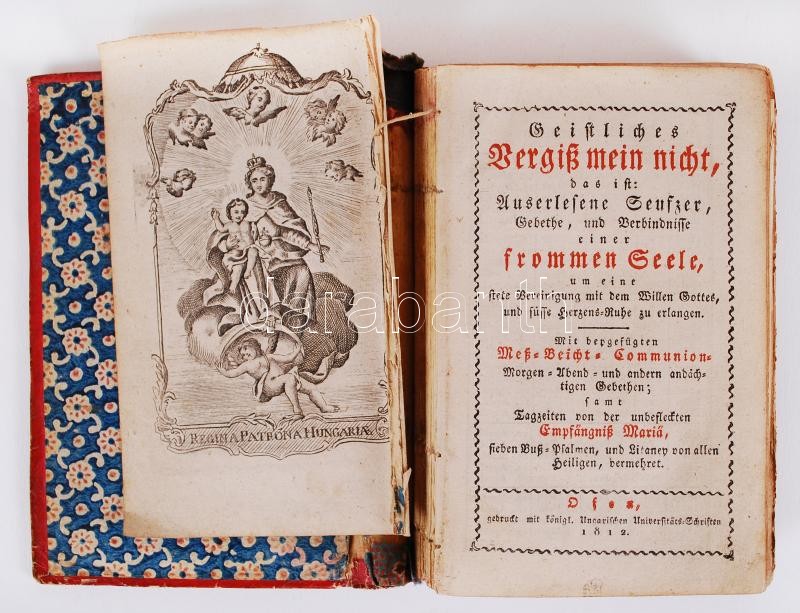 REGINA PATRONA HUNGARIÆ
Geistliches
Vergiß mein nicht,
das ist:
Auserlesene Seufzer,
Gebethe, und Verbindnisse
einer
frommen Seele,
um eine
stete Vereinigung mit dem Willen Gottes,
und süsse Herzens-Ruhe zu erlangen.
Mit beygefügten
Meß-Beicht-Communion-
Morgen-Abend-und andern andäch-
tigen Gebethen;
samt
Tagzeiten von der unbefleckten
Empfängniß Mariä,
sieben Buß-Psalmen, und Litaney von allen
Heiligen, vermehret.
Ofen,
gedruckt mit königl. Ungarischen Universitäts-Schriften
1812.
darabanth